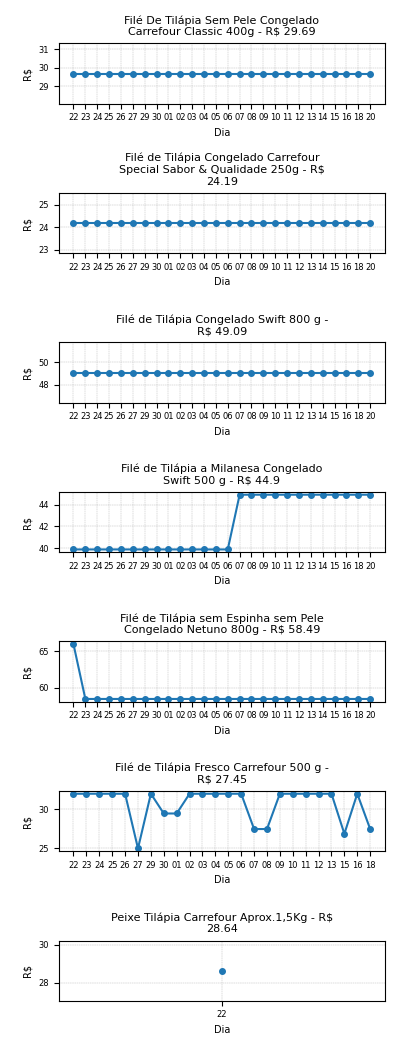 Filé De Tilápia Sem Pele Congelado
Carrefour Classic 400g - R$ 29.69
31
30
29
R$
22 23 24 25 26 27 29 30 01 02 03 04 05 06 07 08 09 10 11 12 13 14 15 16 18 20
Dia
Filé de Tilápia Congelado Carrefour
Special Sabor & Qualidade 250g - R$
24.19
25
24
23
R$
22 23 24 25 26 27 29 30 01 02 03 04 05 06 07 08 09 10 11 12 13 14 15 16 18 20
Dia
Filé de Tilápia Congelado Swift 800 g -
R$ 49.09
50
48
R$
22 23 24 25 26 27 29 30 01 02 03 04 05 06 07 08 09 10 11 12 13 14 15 16 18 20
Dia
Filé de Tilápia a Milanesa Congelado
Swift 500 g - R$ 44.9
44
42
40
R$
22 23 24 25 26 27 29 30 01 02 03 04 05 06 07 08 09 10 11 12 13 14 15 16 18 20
Dia
Filé de Tilápia sem Espinha sem Pele
Congelado Netuno 800g - R$ 58.49
65
60
R$
22 23 24 25 26 27 29 30 01 02 03 04 05 06 07 08 09 10 11 12 13 14 15 16 18 20
Dia
Filé de Tilápia Fresco Carrefour 500 g -
R$ 27.45
30
25
R$
22 23 24 25 26 27 29 30 01 02 03 04 05 06 07 08 09 10 11 12 13 15 16 18
Dia
Peixe Tilápia Carrefour Aprox.1,5Kg - R$
28.64
30
28
R$
22
Dia